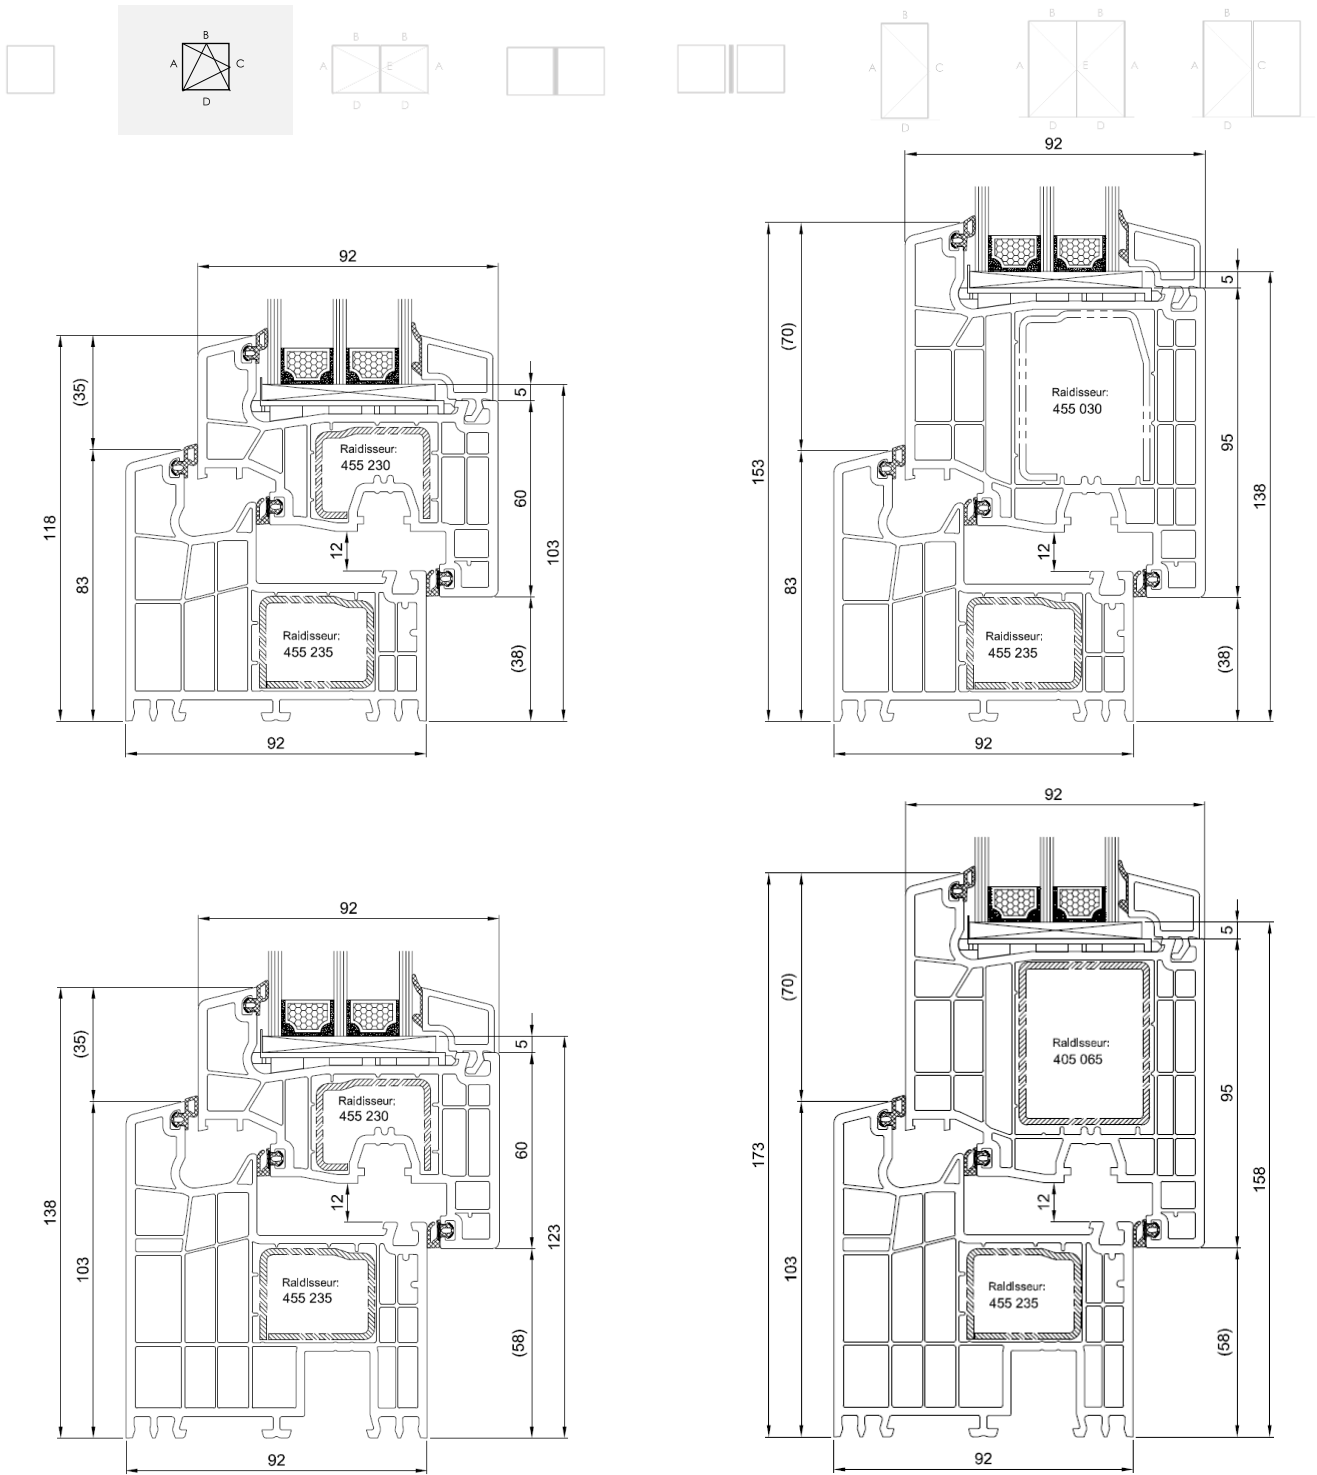 B
A C
D
B B
A E A
D D
B
A C
D
B B
A E A
D D
B
A C
D
92
(35)
118
83
5
60
103
12
(38)
Raidisseur:
455 230
Raidisseur:
455 235
92
92
(70)
153
83
5
95
138
12
(38)
Raidisseur:
455 030
Raidisseur:
455 235
92
92
(35)
138
103
5
60
123
12
(58)
Raidisseur:
455 230
Raidisseur:
455 235
92
92
(70)
173
103
5
95
158
12
(58)
Raidisseur:
405 065
Raidisseur:
455 235
92